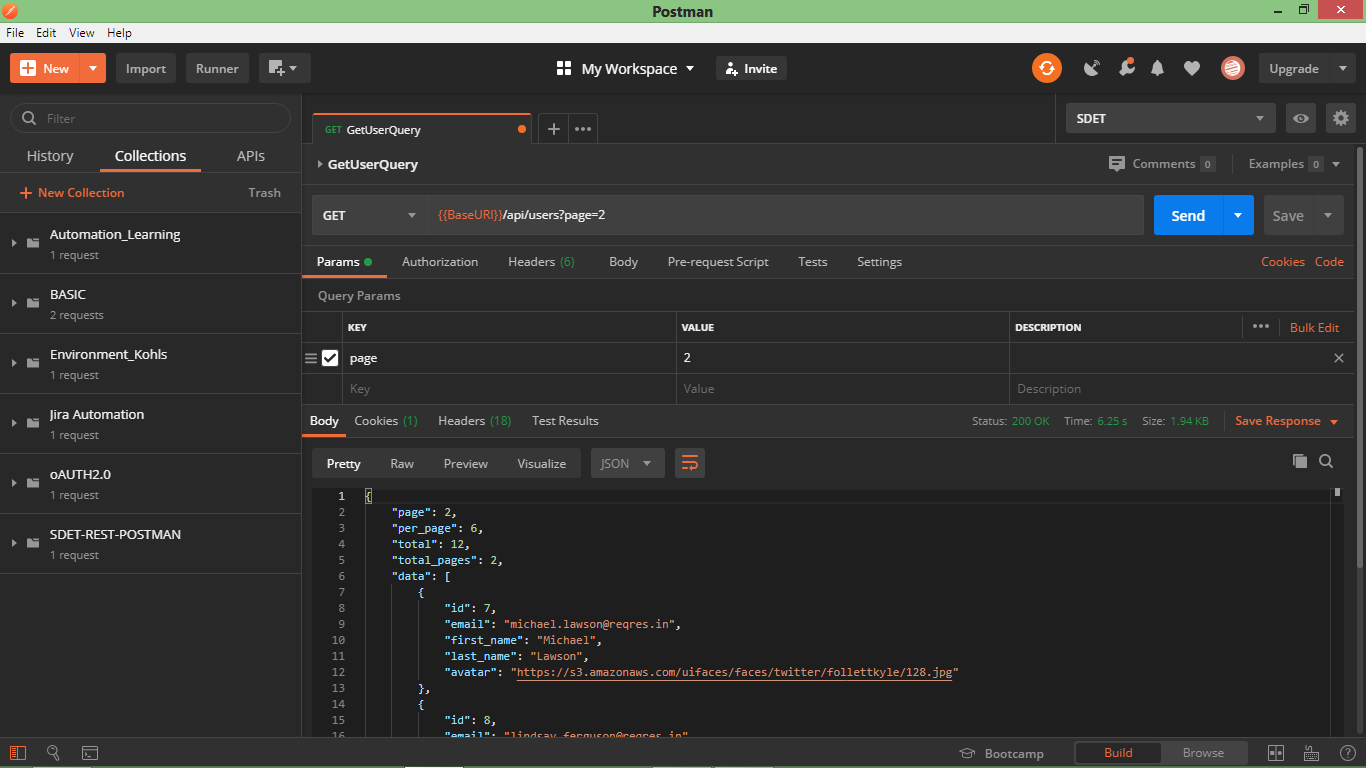 Postman
File Edit View Help
New Import Runner My Workspace Invite Upgrade
Filter
History Collections APIs
New Collection Trash
Automation_Learning
1 request
BASIC
2 requests
Environment_Kohls
1 request
Jira Automation
1 request
oAUTH2.0
1 request
SDET-REST-POSTMAN
1 request
GET GetUserQuery
SDET
GetUserQuery Comments 0 Examples 0
GET {{BaseURI}}/api/users?page=2 Send Save
Params Authorization Headers (6) Body Pre-request Script Tests Settings Cookies Code
Query Params
KEY VALUE DESCRIPTION Bulk Edit
page 2
Key Value Description
Body Cookies (1) Headers (18) Test Results Status: 200 OK Time: 6.25 s Size: 1.94 KB Save Response
Pretty Raw Preview Visualize JSON
1 {
2 "page": 2,
3 "per_page": 6,
4 "total": 12,
5 "total_pages": 2,
6 "data": [
7 {
8 "id": 7,
9 "email": "michael.lawson@reqres.in",
10 "first_name": "Michael",
11 "last_name": "Lawson",
12 "avatar": "https://s3.amazonaws.com/uifaces/faces/twitter/follettkyle/128.jpg"
13 },
14 {
15 "id": 8,
16 "email": "lindsay.ferguson@reqres.in"
Bootcamp Build Browse